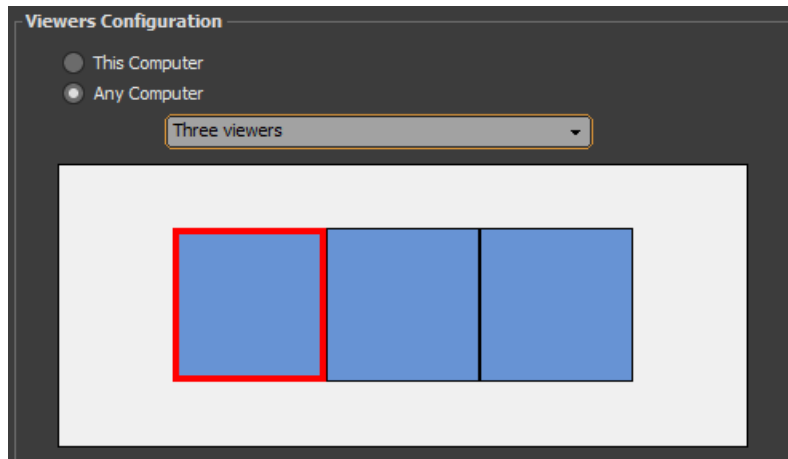 Viewers Configuration
This Computer
Any Computer
Three viewers